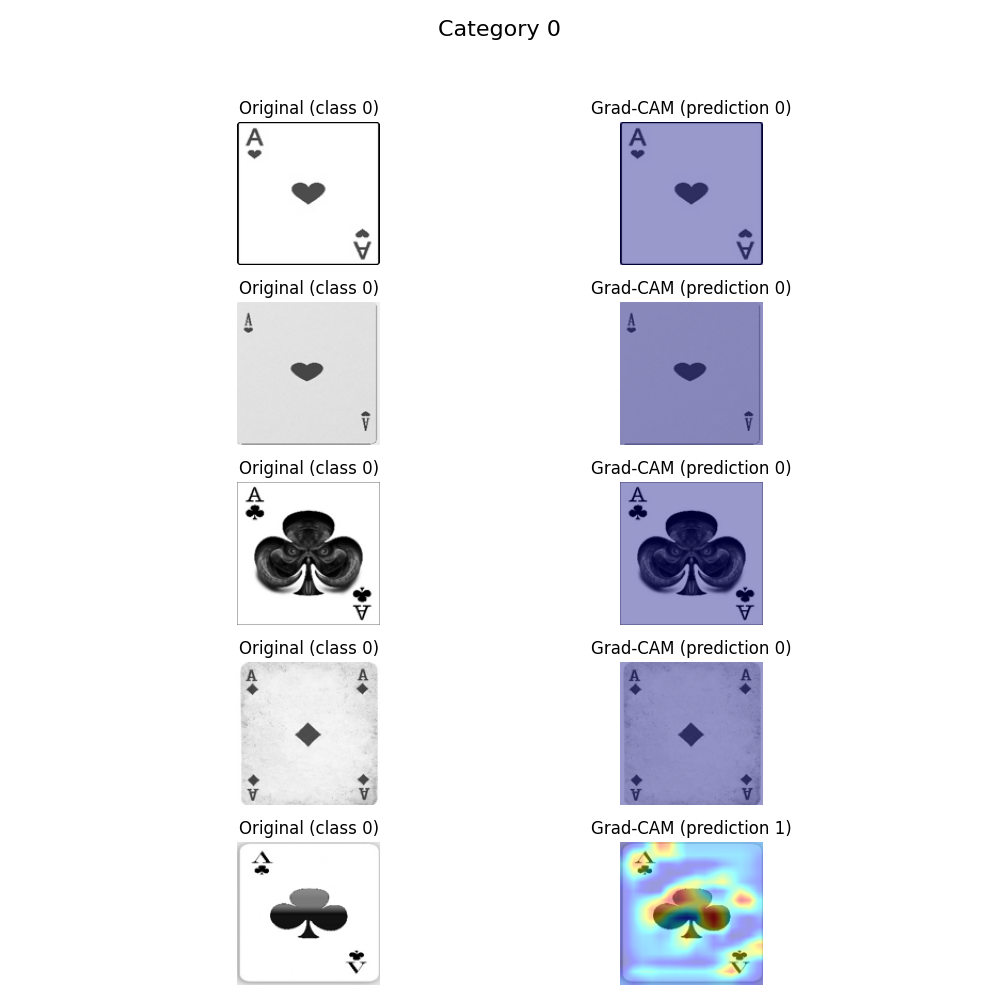 Category 0
Original (class 0)
Grad-CAM (prediction 0)
A
A
A
A
Original (class 0)
Grad-CAM (prediction 0)
A
A
A
A
Original (class 0)
Grad-CAM (prediction 0)
A
A
A
A
Original (class 0)
Grad-CAM (prediction 0)
A A
A A
A A
A A
Original (class 0)
Grad-CAM (prediction 1)
A
A
A
A